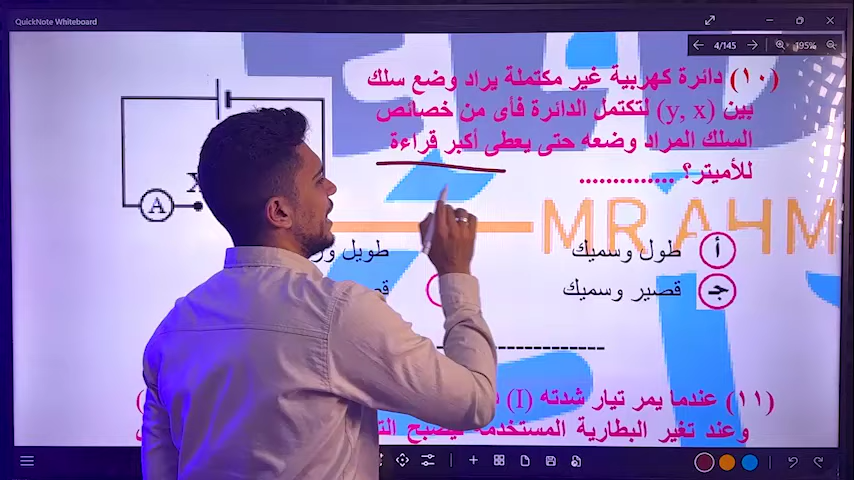 QuickNote Whiteboard
4/145
195%
(١٠) دائرة كهربية غير مكتملة يراد وضع سلك
بين (y, x) لتكتمل الدائرة فأى من خصائص
السلك المراد وضعه حتى يعطى أكبر قراءة
للأميتر؟ ...............
A
X
MR AHM
أ طول وسميك
طويل
جـ قصير وسميك
(١١) عندما يمر تيار شدته (I)
وعند تغير البطارية المستخدمة